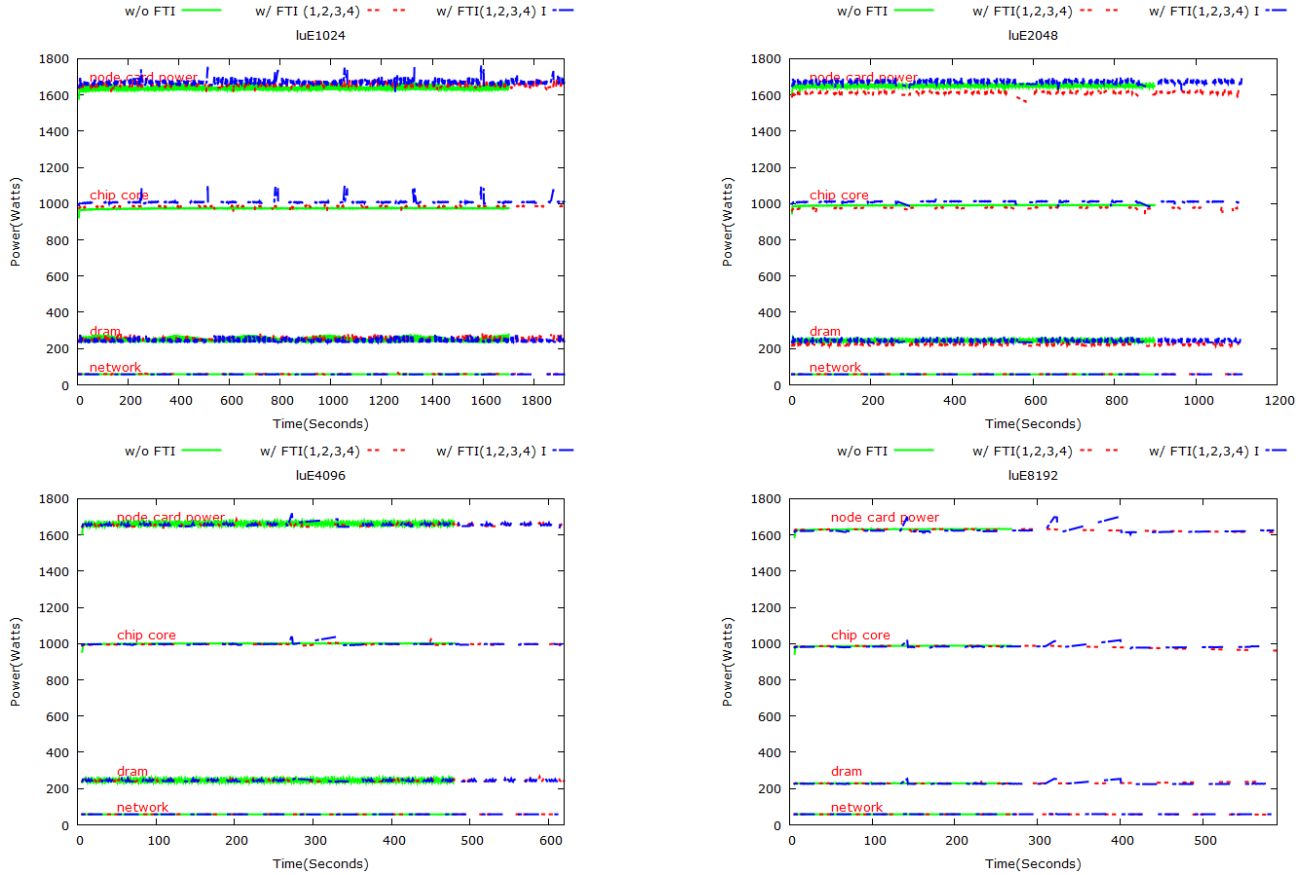 w/o FTI w/ FTI (1,2,3,4) w/ FTI(1,2,3,4) I
luE1024
1800
1600
1400
1200
1000
800
600
400
200
0
Power(Watts)
node card power
chip core
dram
network
0 200 400 600 800 1000 1200 1400 1600 1800
Time(Seconds)
w/o FTI w/ FTI(1,2,3,4) w/ FTI(1,2,3,4) I
luE2048
1800
1600
1400
1200
1000
800
600
400
200
0
Power(Watts)
node card power
chip core
dram
network
0 200 400 600 800 1000 1200
Time(Seconds)
w/o FTI w/ FTI(1,2,3,4) w/ FTI(1,2,3,4) I
luE4096
1800
1600
1400
1200
1000
800
600
400
200
0
Power(Watts)
node card power
chip core
dram
network
0 100 200 300 400 500 600
Time(Seconds)
w/o FTI w/ FTI(1,2,3,4) w/ FTI(1,2,3,4) I
luE8192
1800
1600
1400
1200
1000
800
600
400
200
0
Power(Watts)
node card power
chip core
dram
network
0 100 200 300 400 500
Time(Seconds)